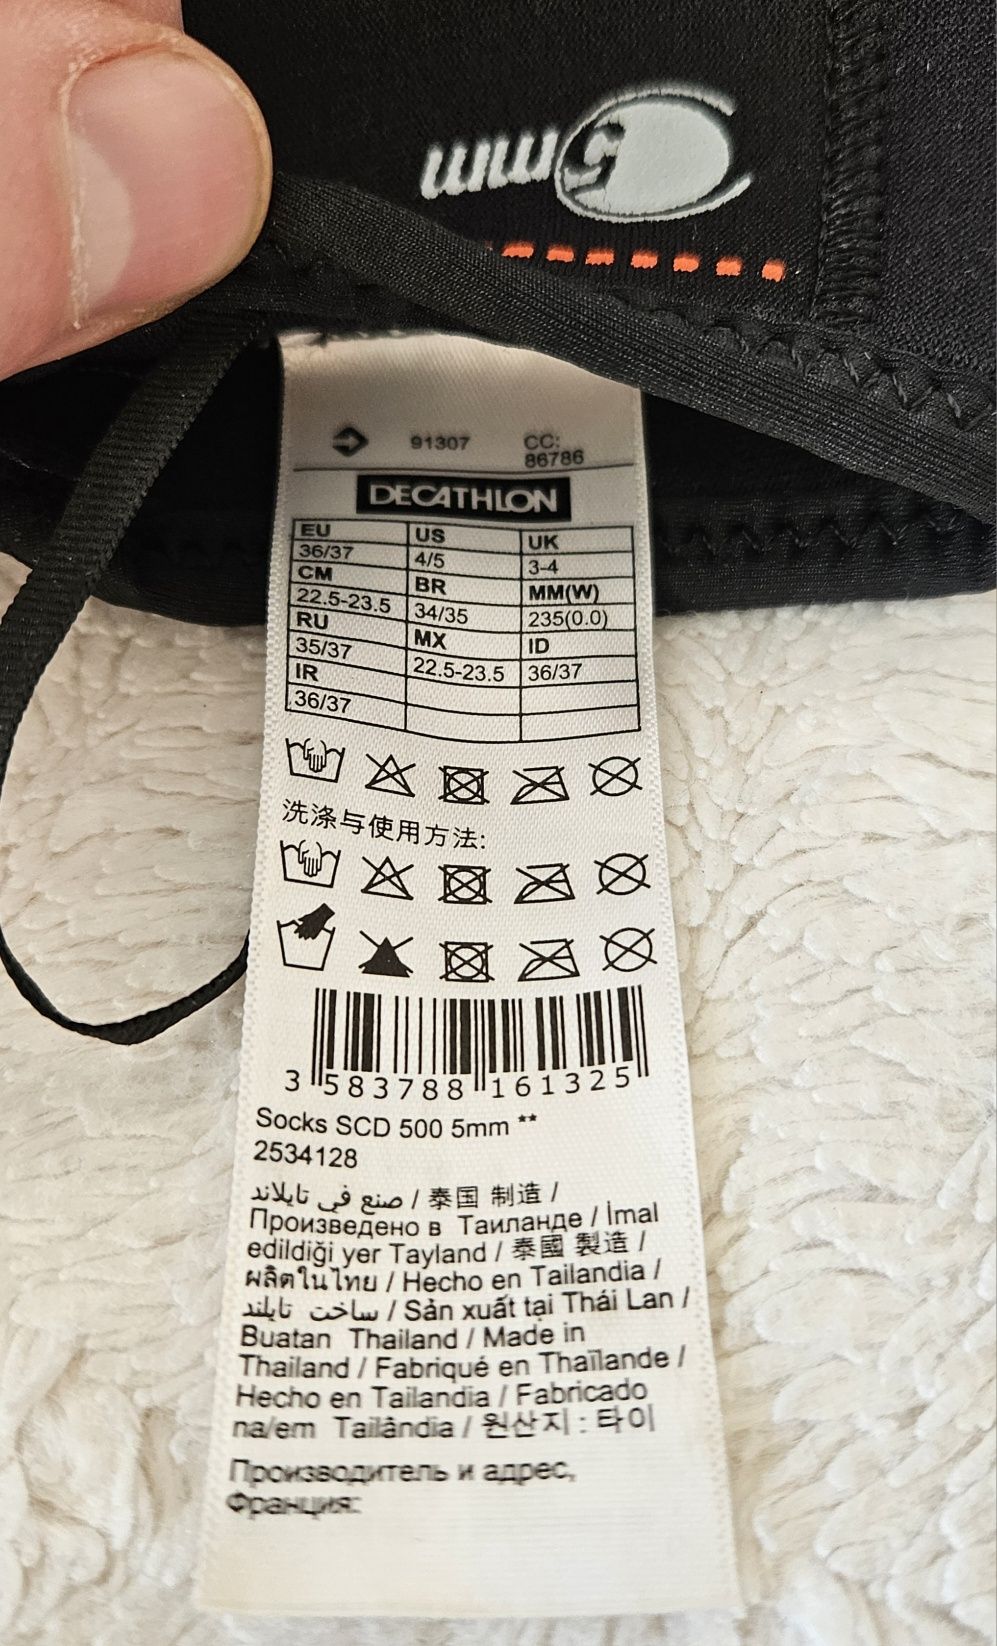 5mm
91307 CC:
86786
DECATHLON
EU US UK
36/37 4/5 3-4
CM BR MM(W)
22.5-23.5 34/35 235(0.0)
RU MX ID
35/37 22.5-23.5 36/37
IR
36/37
洗涤与使用方法:
3 583788 161325
Socks SCD 500 5mm **
2534128
صنع في تايلاند / 泰国 制造 /
Произведено в Таиланде / İmal
edildiği yer Tayland / 泰國 製造 /
ผลิตในไทย / Hecho en Tailandia /
ساخت تايلند / Sản xuất tại Thái Lan /
Buatan Thailand / Made in
Thailand / Fabriqué en Thaïlande /
Hecho en Tailandia / Fabricado
na/em Tailândia / 원산지 : 타이
Производитель и адрес,
Франция: